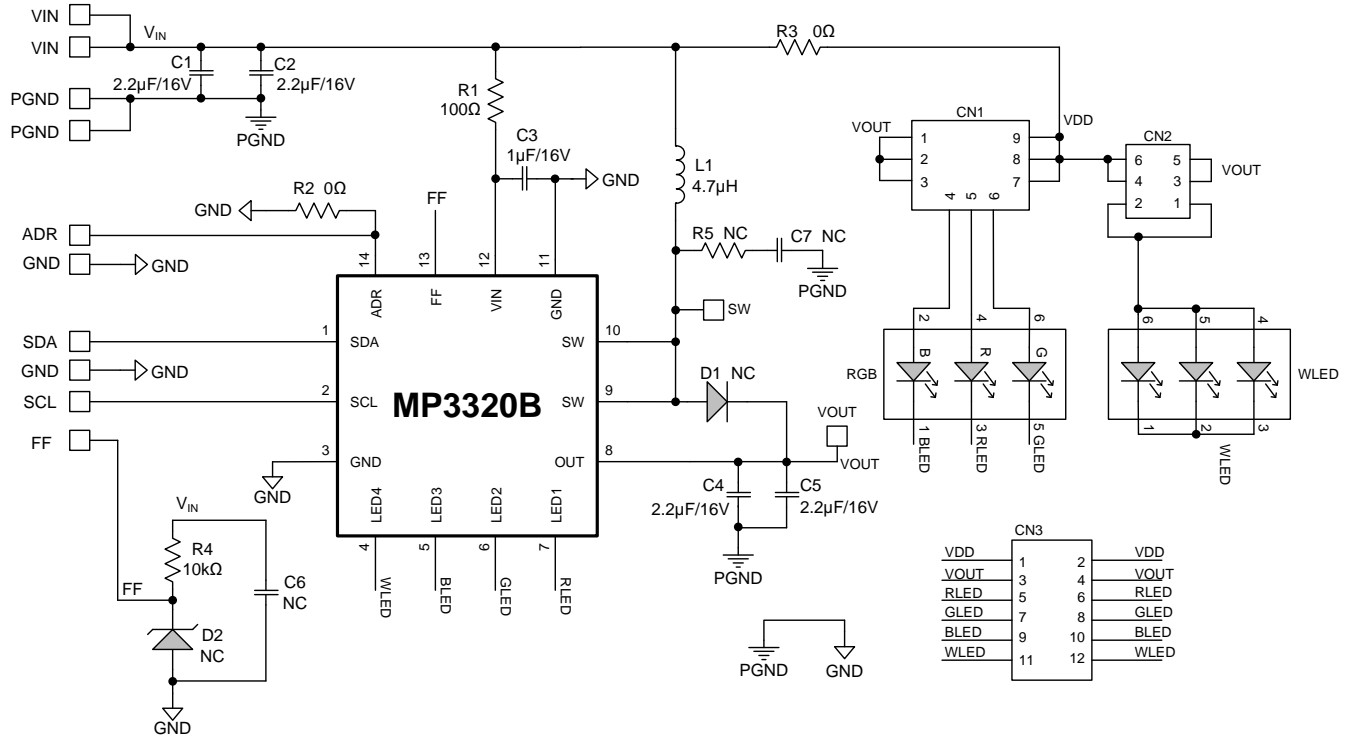 VIN
VIN
V_IN
C1
2.2µF/16V
C2
2.2µF/16V
PGND
PGND
PGND
R3 0Ω
R1
100Ω
C3
1µF/16V
GND
L1
4.7µH
R2 0Ω
GND
ADR
GND
GND
FF
R5 NC
C7 NC
PGND
SW
14
13
12
11
ADR
FF
VIN
GND
SDA
1
SDA
GND
GND
SCL
2
SCL
3
GND
GND
MP3320B
SW
10
SW
9
OUT
8
D1 NC
VOUT
VOUT
C4
2.2µF/16V
C5
2.2µF/16V
PGND
LED4
LED3
LED2
LED1
4
5
6
7
WLED
BLED
GLED
RLED
FF
V_IN
R4
10kΩ
C6
NC
FF
D2
NC
GND
PGND
GND
CN1
VOUT
1
2
3
9
8
7
4
5
6
VDD
CN2
6
5
4
3
2
1
VOUT
2
4
6
B
R
G
RGB
1
BLED
3
RLED
5
GLED
6
5
4
WLED
1
2
3
WLED
CN3
VDD
1
2
VDD
VOUT
3
4
VOUT
RLED
5
6
RLED
GLED
7
8
GLED
BLED
9
10
BLED
WLED
11
12
WLED